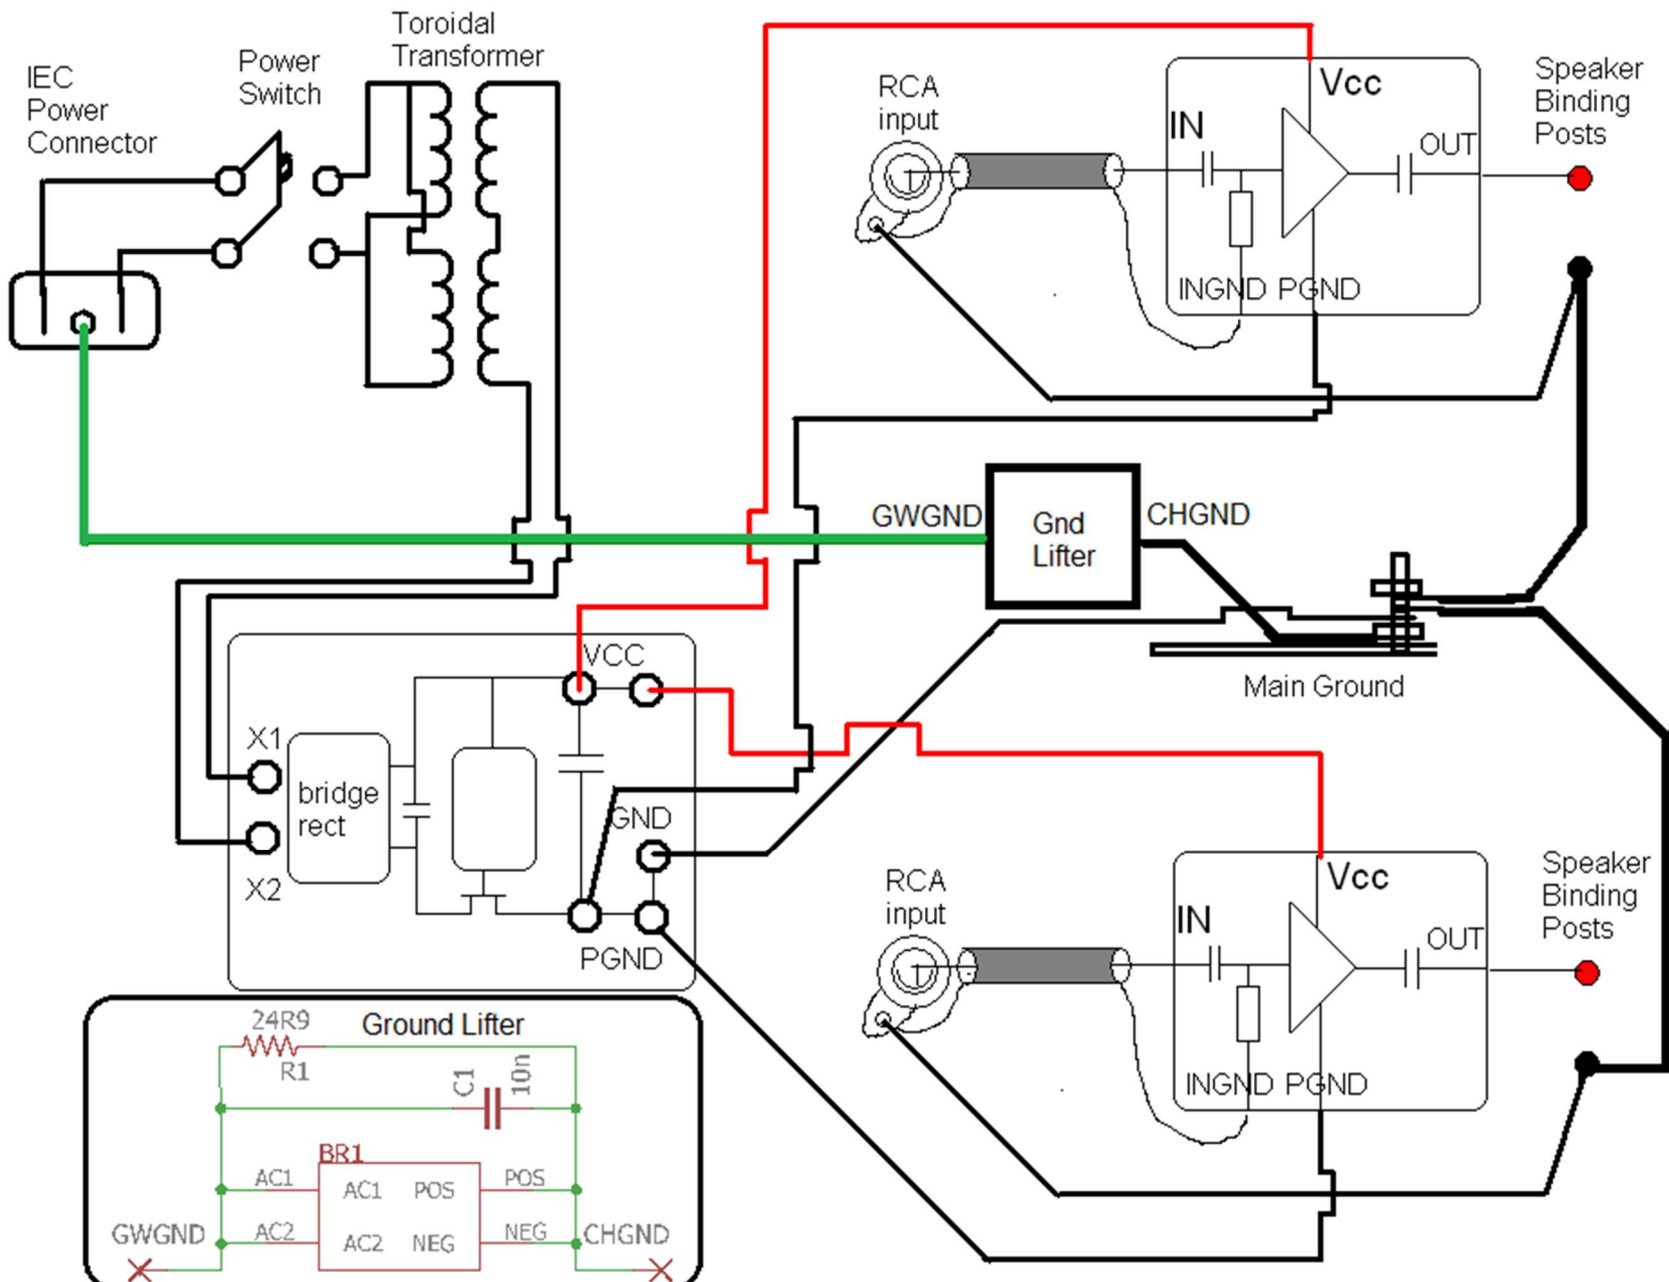 IEC
Power
Connector
Power
Switch
Toroidal
Transformer
RCA
input
Vcc
IN
OUT
INGND PGND
Speaker
Binding
Posts
GWGND
Gnd
Lifter
CHGND
Main Ground
VCC
X1
bridge
rect
X2
GND
PGND
RCA
input
Vcc
IN
OUT
INGND PGND
Speaker
Binding
Posts
24R9
Ground Lifter
R1
C1
10n
BR1
AC1
AC1
POS
POS
AC2
AC2
NEG
NEG
GWGND
CHGND